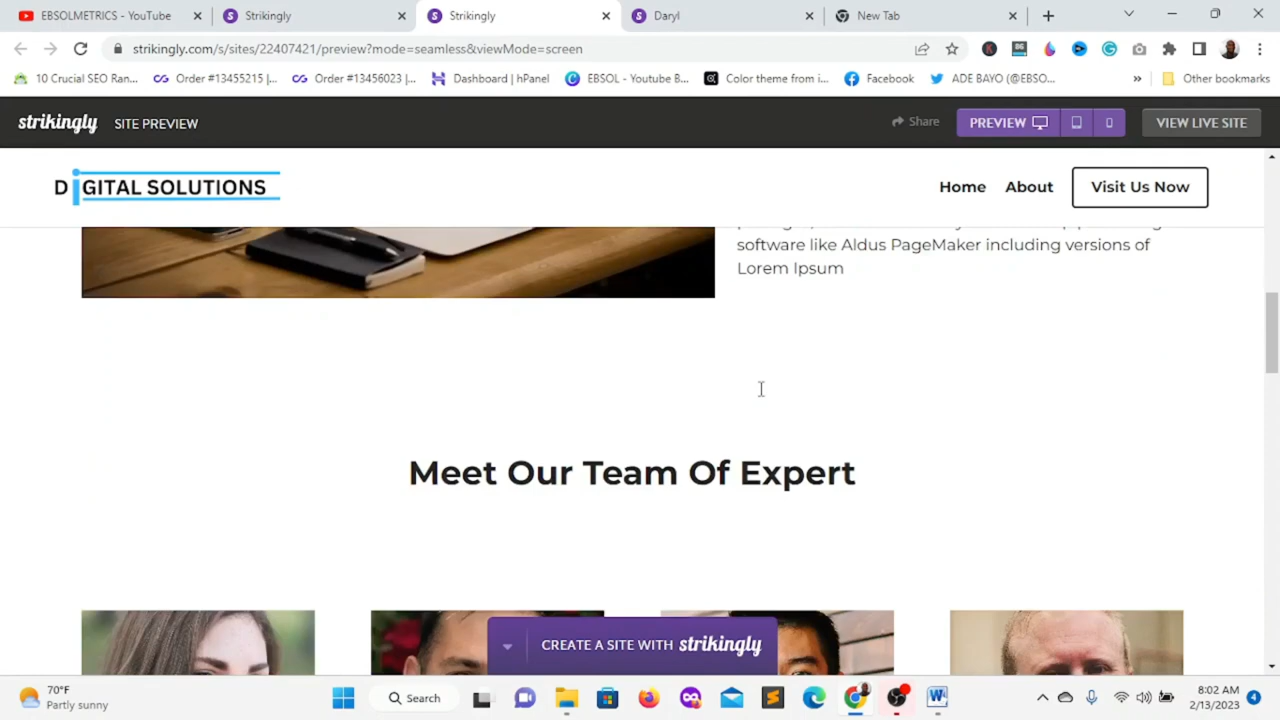 EBSOLMETRICS - YouTube
Strikingly
Strikingly
Daryl
New Tab
strikingly.com/s/sites/22407421/preview?mode=seamless&viewMode=screen
10 Crucial SEO Ran...
Order #13455215 |...
Order #13456023 |...
Dashboard | hPanel
EBSOL - Youtube B...
Color theme from i...
Facebook
ADE BAYO (@EBSO...
»
Other bookmarks
strikingly SITE PREVIEW
Share
PREVIEW
VIEW LIVE SITE
DIGITAL SOLUTIONS
Home
About
Visit Us Now
software like Aldus PageMaker including versions of
Lorem Ipsum
Meet Our Team Of Expert
CREATE A SITE WITH strikingly
70°F
Partly sunny
Search
8:02 AM
2/13/2023
4